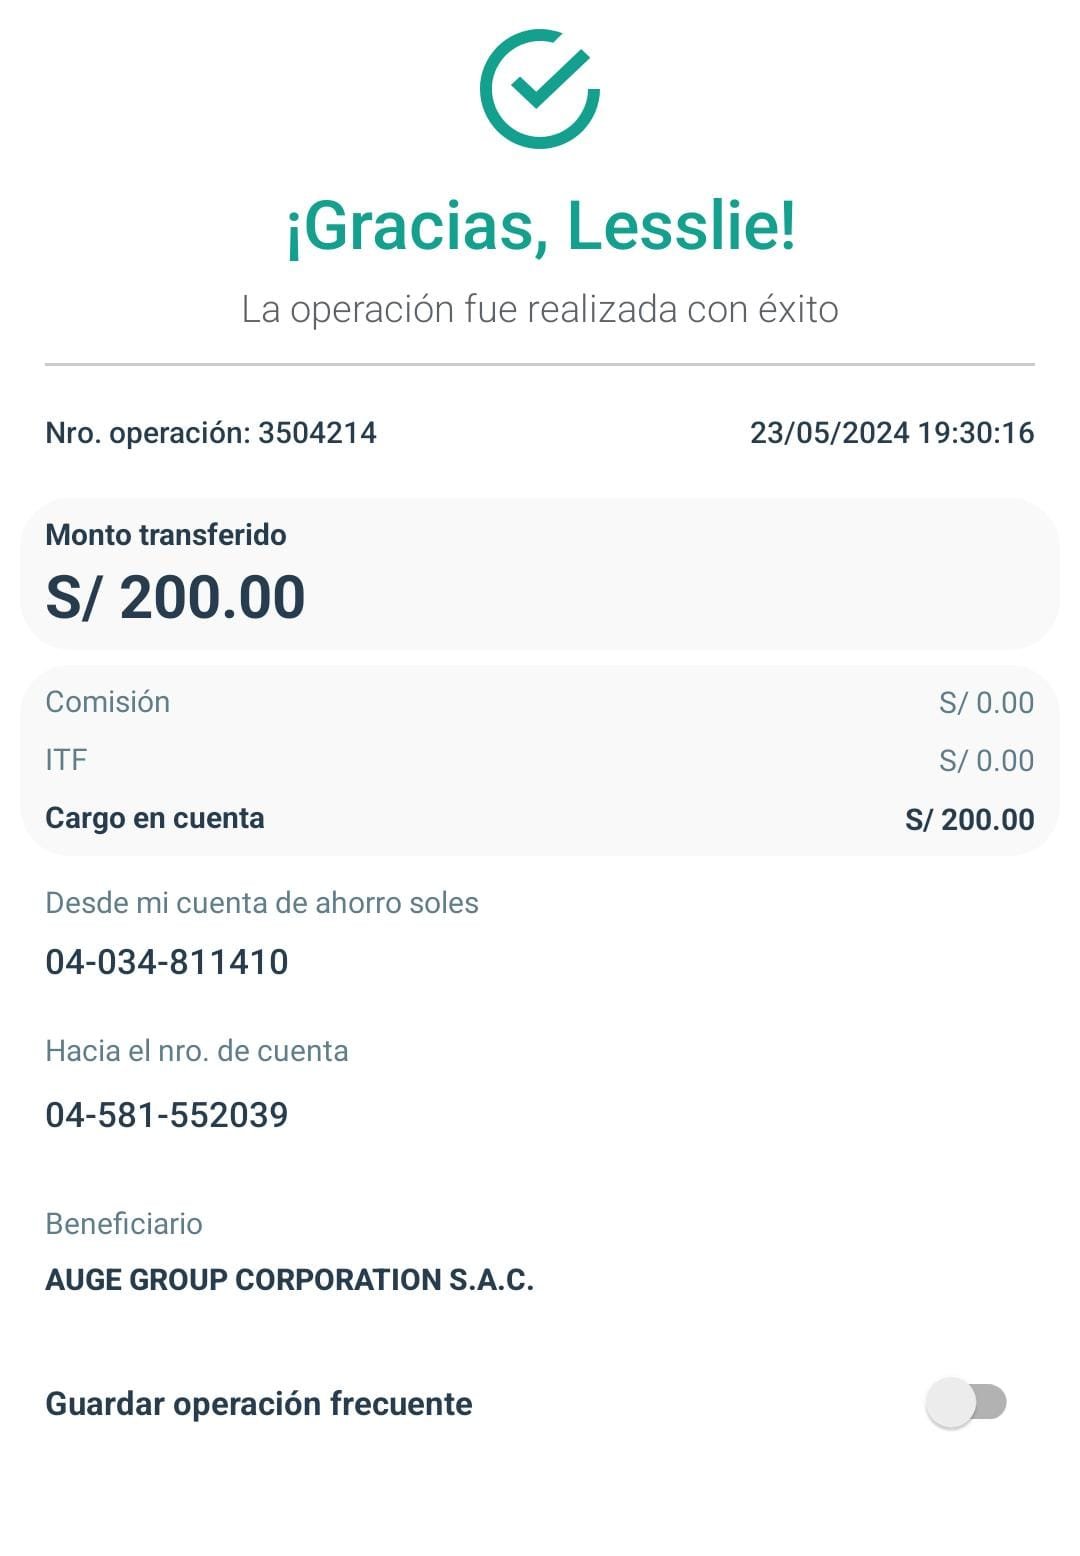 ¡Gracias, Lesslie!
La operación fue realizada con éxito
Nro. operación: 3504214 23/05/2024 19:30:16
Monto transferido
S/ 200.00
Comisión S/ 0.00
ITF S/ 0.00
Cargo en cuenta S/ 200.00
Desde mi cuenta de ahorro soles
04-034-811410
Hacia el nro. de cuenta
04-581-552039
Beneficiario
AUGE GROUP CORPORATION S.A.C.
Guardar operación frecuente